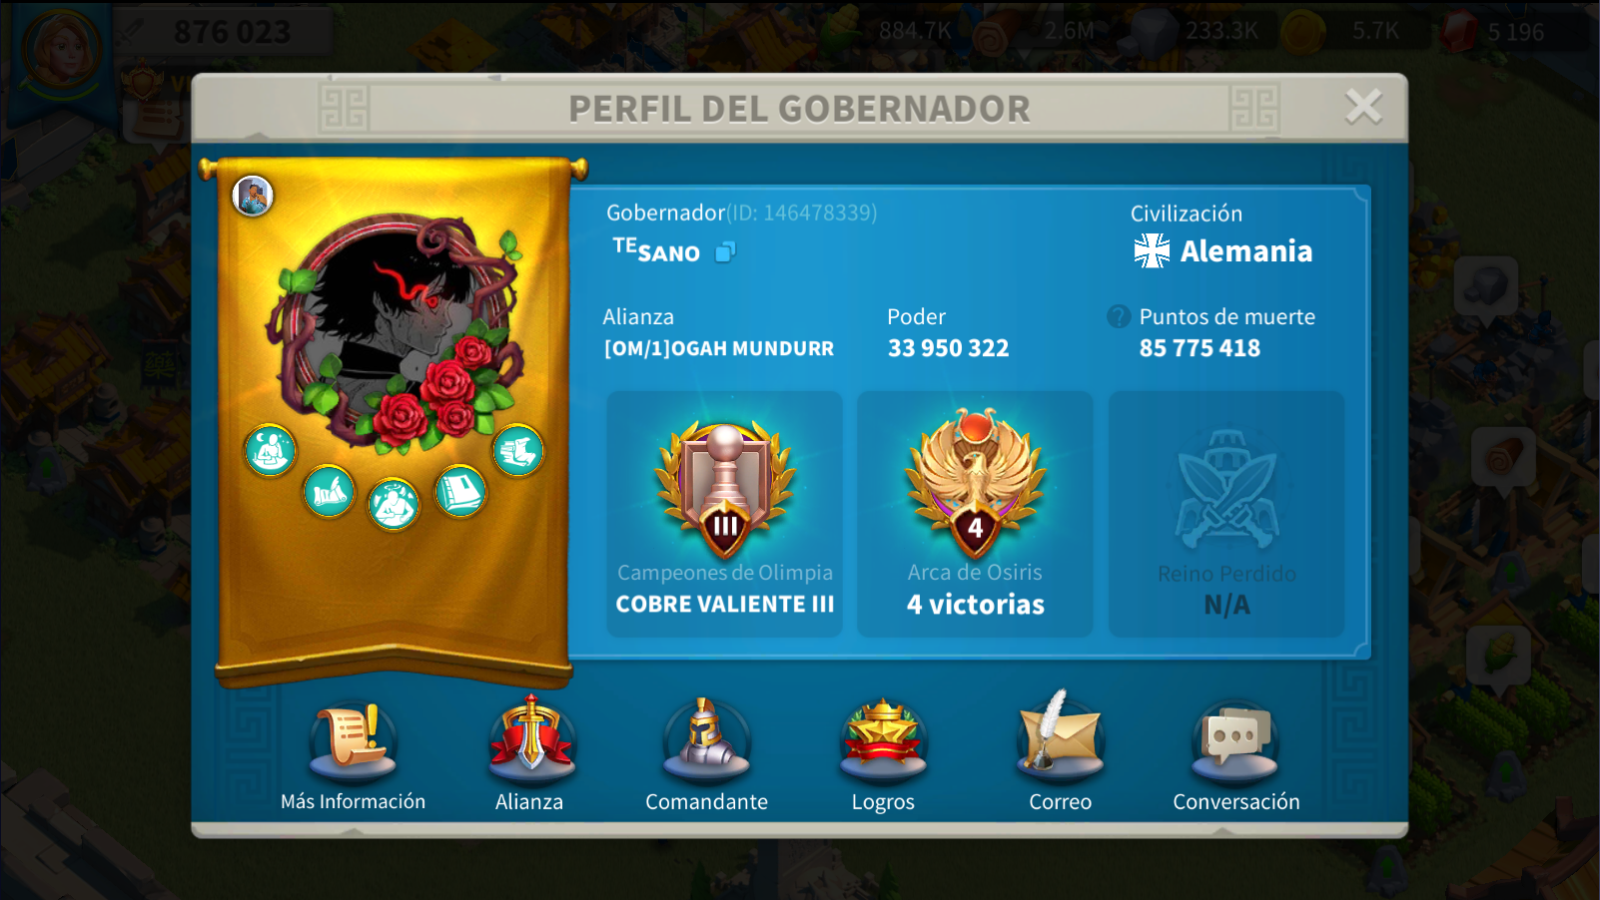 876 023
884.7K
2.6M
233.3K
5.7K
5 196
PERFIL DEL GOBERNADOR
Gobernador(ID: 146478339)
ᵀᴱSANO
Civilización
Alemania
Alianza
[OM/1]OGAH MUNDURR
Poder
33 950 322
? Puntos de muerte
85 775 418
III
Campeones de Olimpia
COBRE VALIENTE III
4
Arca de Osiris
4 victorias
Reino Perdido
N/A
Más Información
Alianza
Comandante
Logros
Correo
Conversación